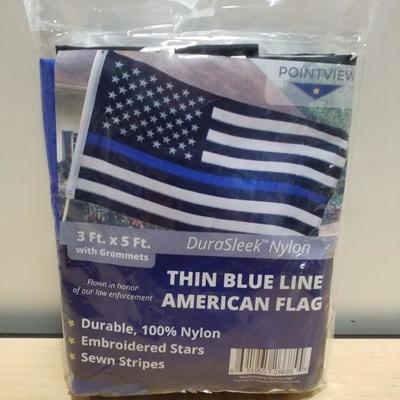 POINTVIEW
3 Ft. x 5 Ft.
with Grommets
DuraSleek™ Nylon
Flown in honor
of our law enforcement
THIN BLUE LINE
AMERICAN FLAG
Durable, 100% Nylon
Embroidered Stars
Sewn Stripes